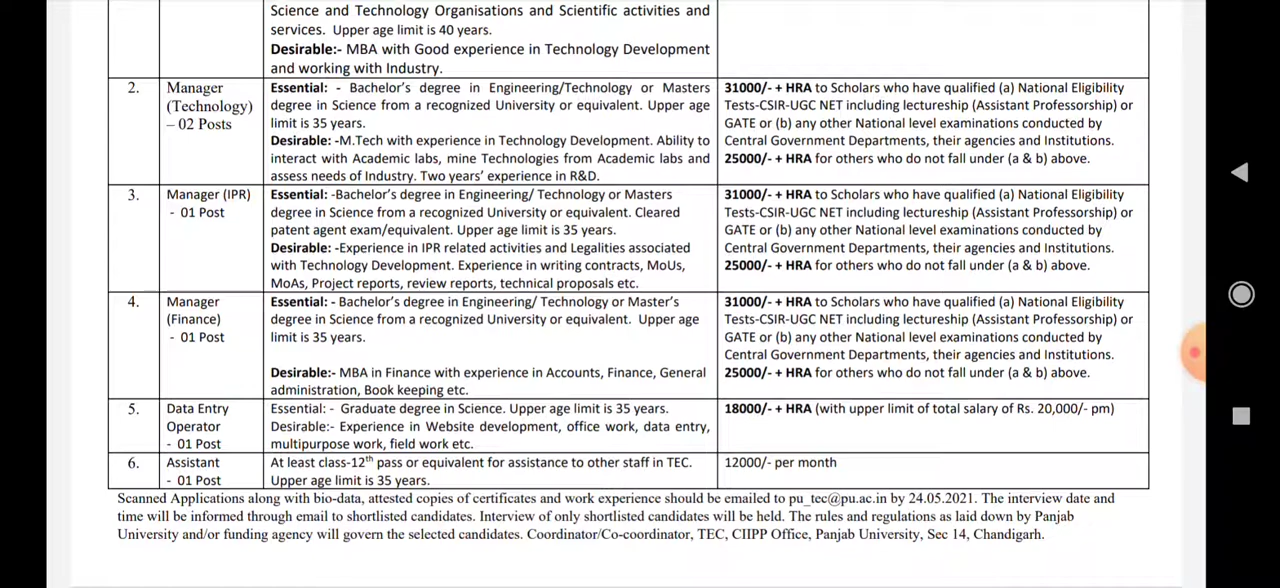 Science and Technology Organisations and Scientific activities and
services. Upper age limit is 40 years.
Desirable:- MBA with Good experience in Technology Development
and working with Industry.
2.
Manager
(Technology)
– 02 Posts
Essential: - Bachelor's degree in Engineering/Technology or Masters
degree in Science from a recognized University or equivalent. Upper age
limit is 35 years.
Desirable: -M.Tech with experience in Technology Development. Ability to
interact with Academic labs, mine Technologies from Academic labs and
assess needs of Industry. Two years' experience in R&D.
31000/- + HRA to Scholars who have qualified (a) National Eligibility
Tests-CSIR-UGC NET including lectureship (Assistant Professorship) or
GATE or (b) any other National level examinations conducted by
Central Government Departments, their agencies and Institutions.
25000/- + HRA for others who do not fall under (a & b) above.
3.
Manager (IPR)
- 01 Post
Essential: -Bachelor's degree in Engineering/ Technology or Masters
degree in Science from a recognized University or equivalent. Cleared
patent agent exam/equivalent. Upper age limit is 35 years.
Desirable: -Experience in IPR related activities and Legalities associated
with Technology Development. Experience in writing contracts, MoUs,
MoAs, Project reports, review reports, technical proposals etc.
31000/- + HRA to Scholars who have qualified (a) National Eligibility
Tests-CSIR-UGC NET including lectureship (Assistant Professorship) or
GATE or (b) any other National level examinations conducted by
Central Government Departments, their agencies and Institutions.
25000/- + HRA for others who do not fall under (a & b) above.
4.
Manager
(Finance)
- 01 Post
Essential: - Bachelor's degree in Engineering/ Technology or Master's
degree in Science from a recognized University or equivalent. Upper age
limit is 35 years.
Desirable:- MBA in Finance with experience in Accounts, Finance, General
administration, Book keeping etc.
31000/- + HRA to Scholars who have qualified (a) National Eligibility
Tests-CSIR-UGC NET including lectureship (Assistant Professorship) or
GATE or (b) any other National level examinations conducted by
Central Government Departments, their agencies and Institutions.
25000/- + HRA for others who do not fall under (a & b) above.
5.
Data Entry
Operator
- 01 Post
Essential: - Graduate degree in Science. Upper age limit is 35 years.
Desirable:- Experience in Website development, office work, data entry,
multipurpose work, field work etc.
18000/- + HRA (with upper limit of total salary of Rs. 20,000/- pm)
6.
Assistant
- 01 Post
At least class-12th pass or equivalent for assistance to other staff in TEC.
Upper age limit is 35 years.
12000/- per month
Scanned Applications along with bio-data, attested copies of certificates and work experience should be emailed to pu_tec@pu.ac.in by 24.05.2021. The interview date and
time will be informed through email to shortlisted candidates. Interview of only shortlisted candidates will be held. The rules and regulations as laid down by Panjab
University and/or funding agency will govern the selected candidates. Coordinator/Co-coordinator, TEC, CIIPP Office, Panjab University, Sec 14, Chandigarh.